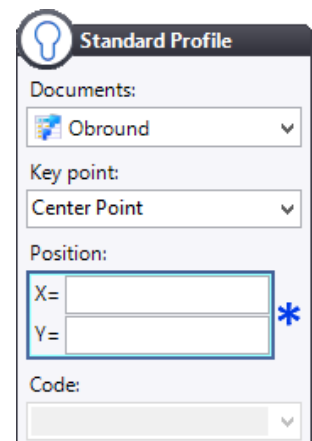 Standard Profile
Documents:
Obround
Key point:
Center Point
Position:
X=
Y=
*
Code: